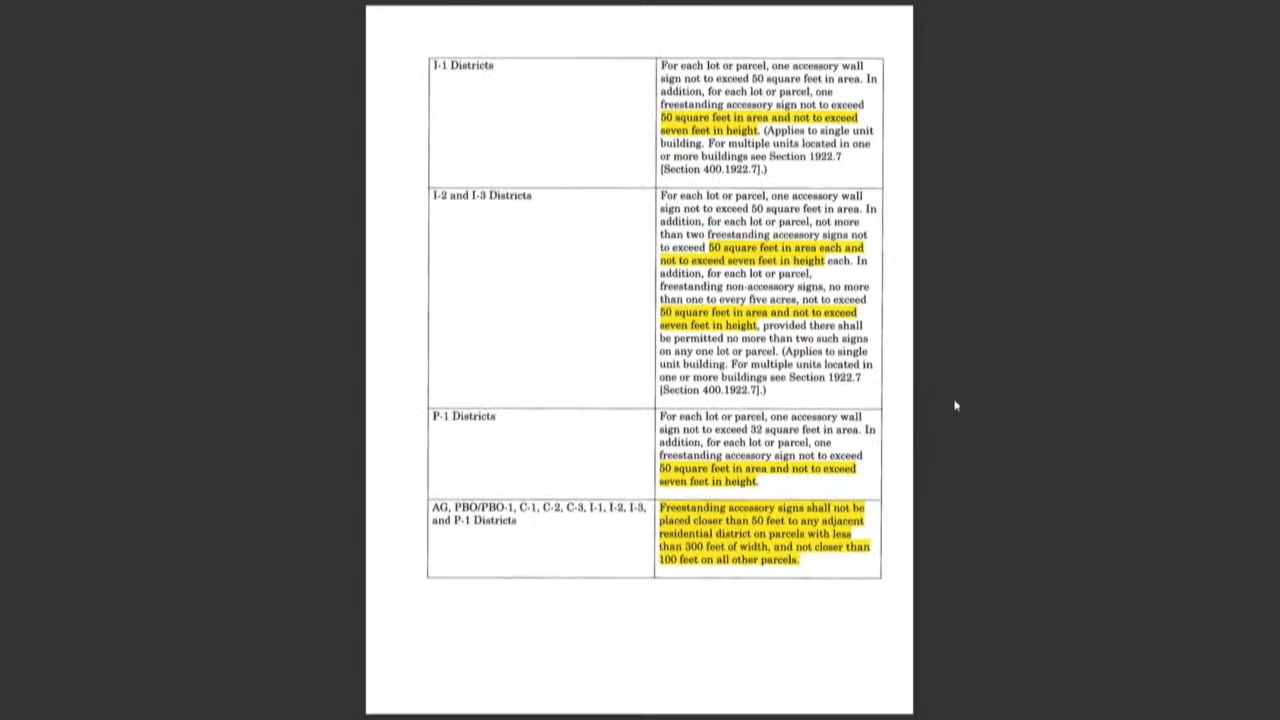 I-1 Districts
For each lot or parcel, one accessory wall
sign not to exceed 50 square feet in area. In
addition, for each lot or parcel, one
freestanding accessory sign not to exceed
50 square feet in area and not to exceed
seven feet in height. (Applies to single unit
building. For multiple units located in one
or more buildings see Section 1922.7
[Section 400.1922.7].)
I-2 and I-3 Districts
For each lot or parcel, one accessory wall
sign not to exceed 50 square feet in area. In
addition, for each lot or parcel, not more
than two freestanding accessory signs not
to exceed 50 square feet in area each and
not to exceed seven feet in height each. In
addition, for each lot or parcel,
freestanding non-accessory signs, no more
than one to every five acres, not to exceed
50 square feet in area and not to exceed
seven feet in height, provided there shall
be permitted no more than two such signs
on any one lot or parcel. (Applies to single
unit building. For multiple units located in
one or more buildings see Section 1922.7
[Section 400.1922.7].)
P-1 Districts
For each lot or parcel, one accessory wall
sign not to exceed 32 square feet in area. In
addition, for each lot or parcel, one
freestanding accessory sign not to exceed
50 square feet in area and not to exceed
seven feet in height.
AG, PBO/PBO-1, C-1, C-2, C-3, I-1, I-2, I-3,
and P-1 Districts
Freestanding accessory signs shall not be
placed closer than 50 feet to any adjacent
residential district on parcels with less
than 300 feet of width, and not closer than
100 feet on all other parcels.